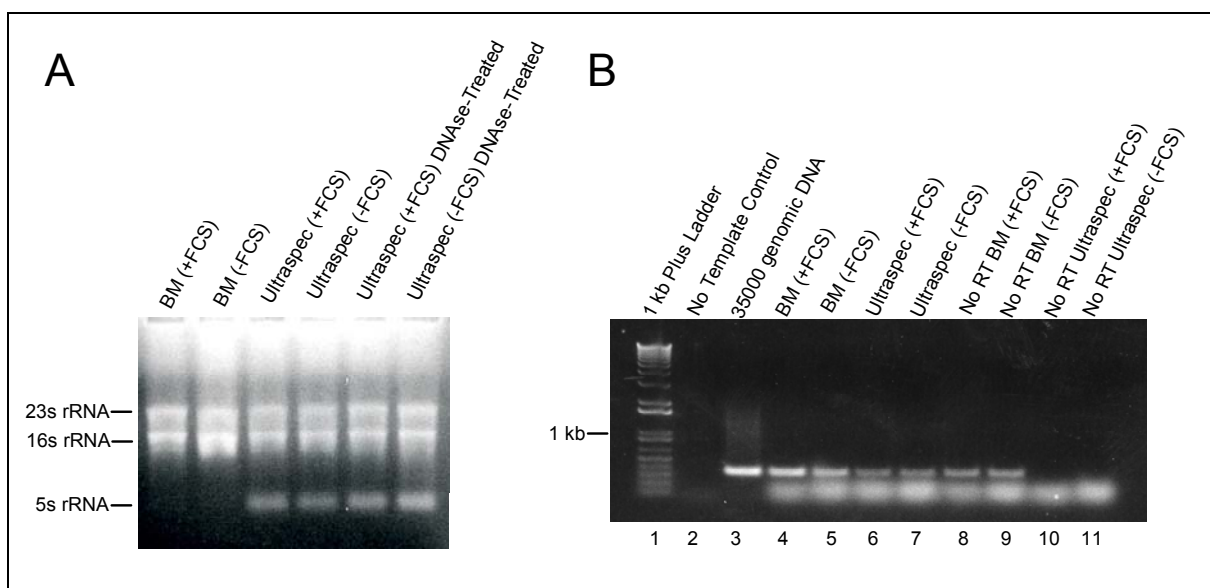 A
BM (+FCS)
BM (-FCS)
Ultraspec (+FCS)
Ultraspec (-FCS)
Ultraspec (+FCS) DNAse-Treated
Ultraspec (-FCS) DNAse-Treated
23s rRNA
16s rRNA
5s rRNA
B
1 kb Plus Ladder
No Template Control
35000 genomic DNA
BM (+FCS)
BM (-FCS)
Ultraspec (+FCS)
Ultraspec (-FCS)
No RT BM (+FCS)
No RT BM (-FCS)
No RT Ultraspec (+FCS)
No RT Ultraspec (-FCS)
1 kb
1 2 3 4 5 6 7 8 9 10 11